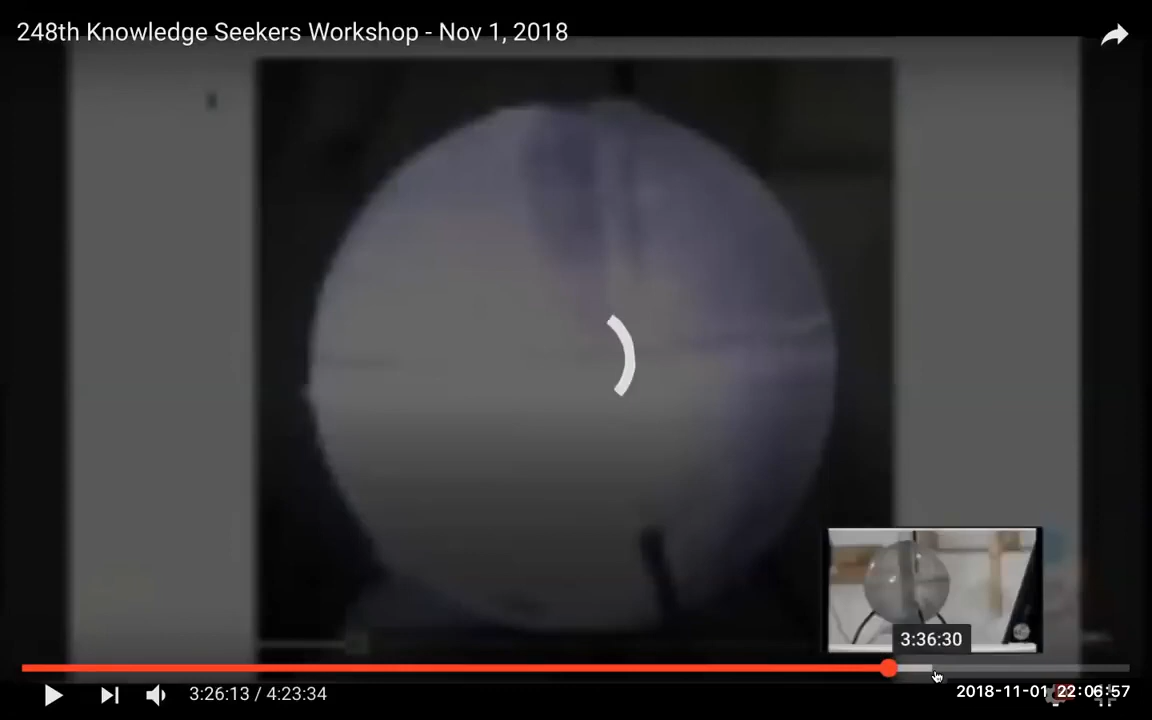 248th Knowledge Seekers Workshop - Nov 1, 2018
3:36:30
3:26:13 / 4:23:34
2018-11-01 22:06:57